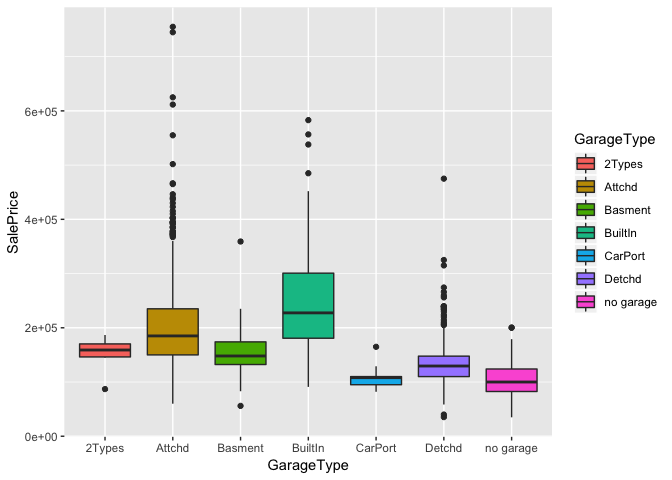 SalePrice
6e+05
4e+05
2e+05
0e+00
2Types Attchd Basment BuiltIn CarPort Detchd no garage
GarageType
GarageType
2Types
Attchd
Basment
BuiltIn
CarPort
Detchd
no garage